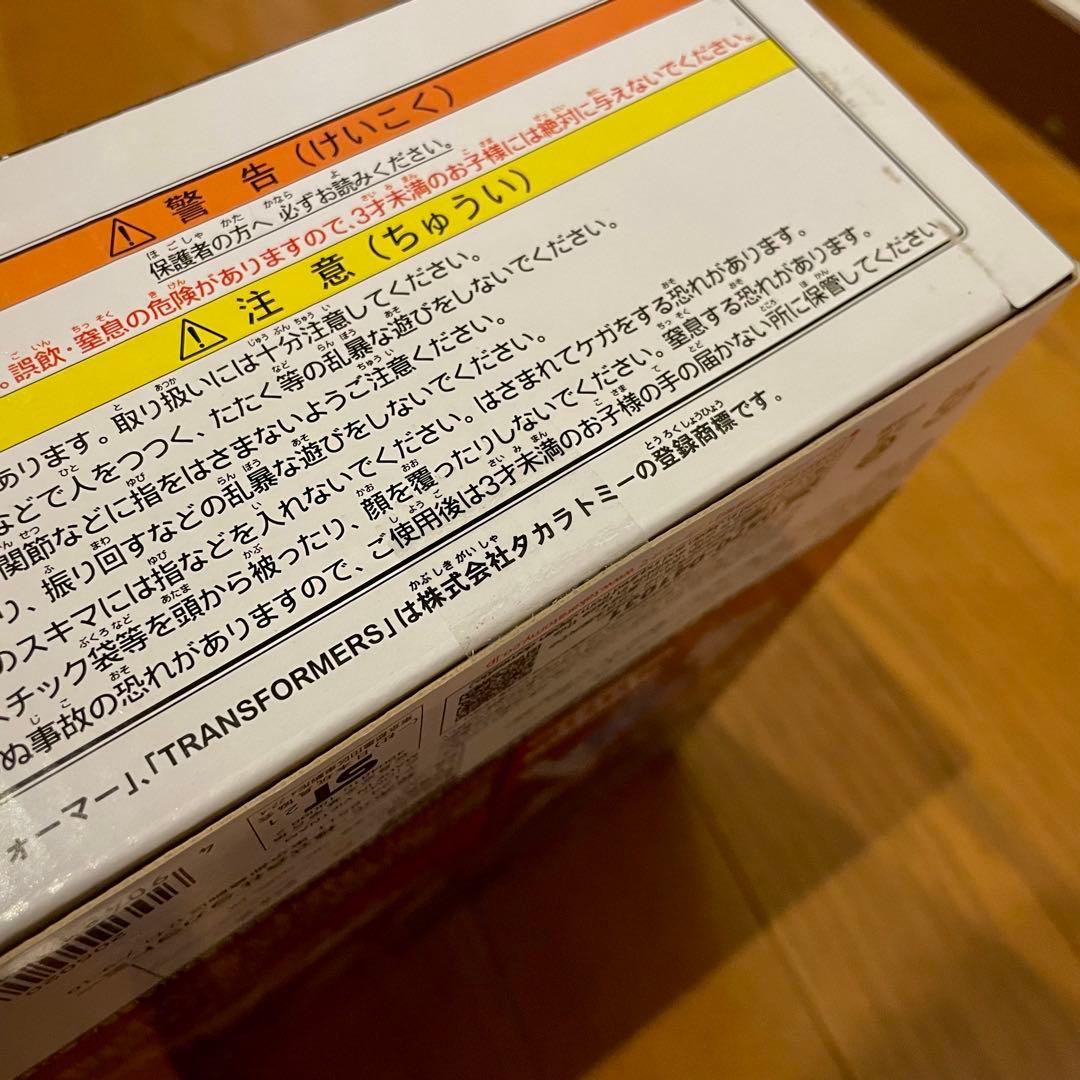 警告(けいこく)
保護者の方へ 必ずお読みください。
。誤飲・窒息の危険がありますので、3才未満のお子様には絶対に与えないでください。
注意(ちゅうい)
あります。取り扱いには十分注意してください。
などで人をつつく、たたく等の乱暴な遊びをしないでください。
関節などに指をはさまないようご注意ください。
り、振り回すなどの乱暴な遊びをしないでください。
のスキマには指などを入れないでください。はさまれてケガをする恐れがあります。
スチック袋等を頭から被ったり、顔を覆ったりしないでください。窒息する恐れがあります。
ぬ事故の恐れがありますので、ご使用後は3才未満のお子様の手の届かない所に保管してください
ォーマー」、「TRANSFORMERS」は株式会社タカラトミーの登録商標です。
ST